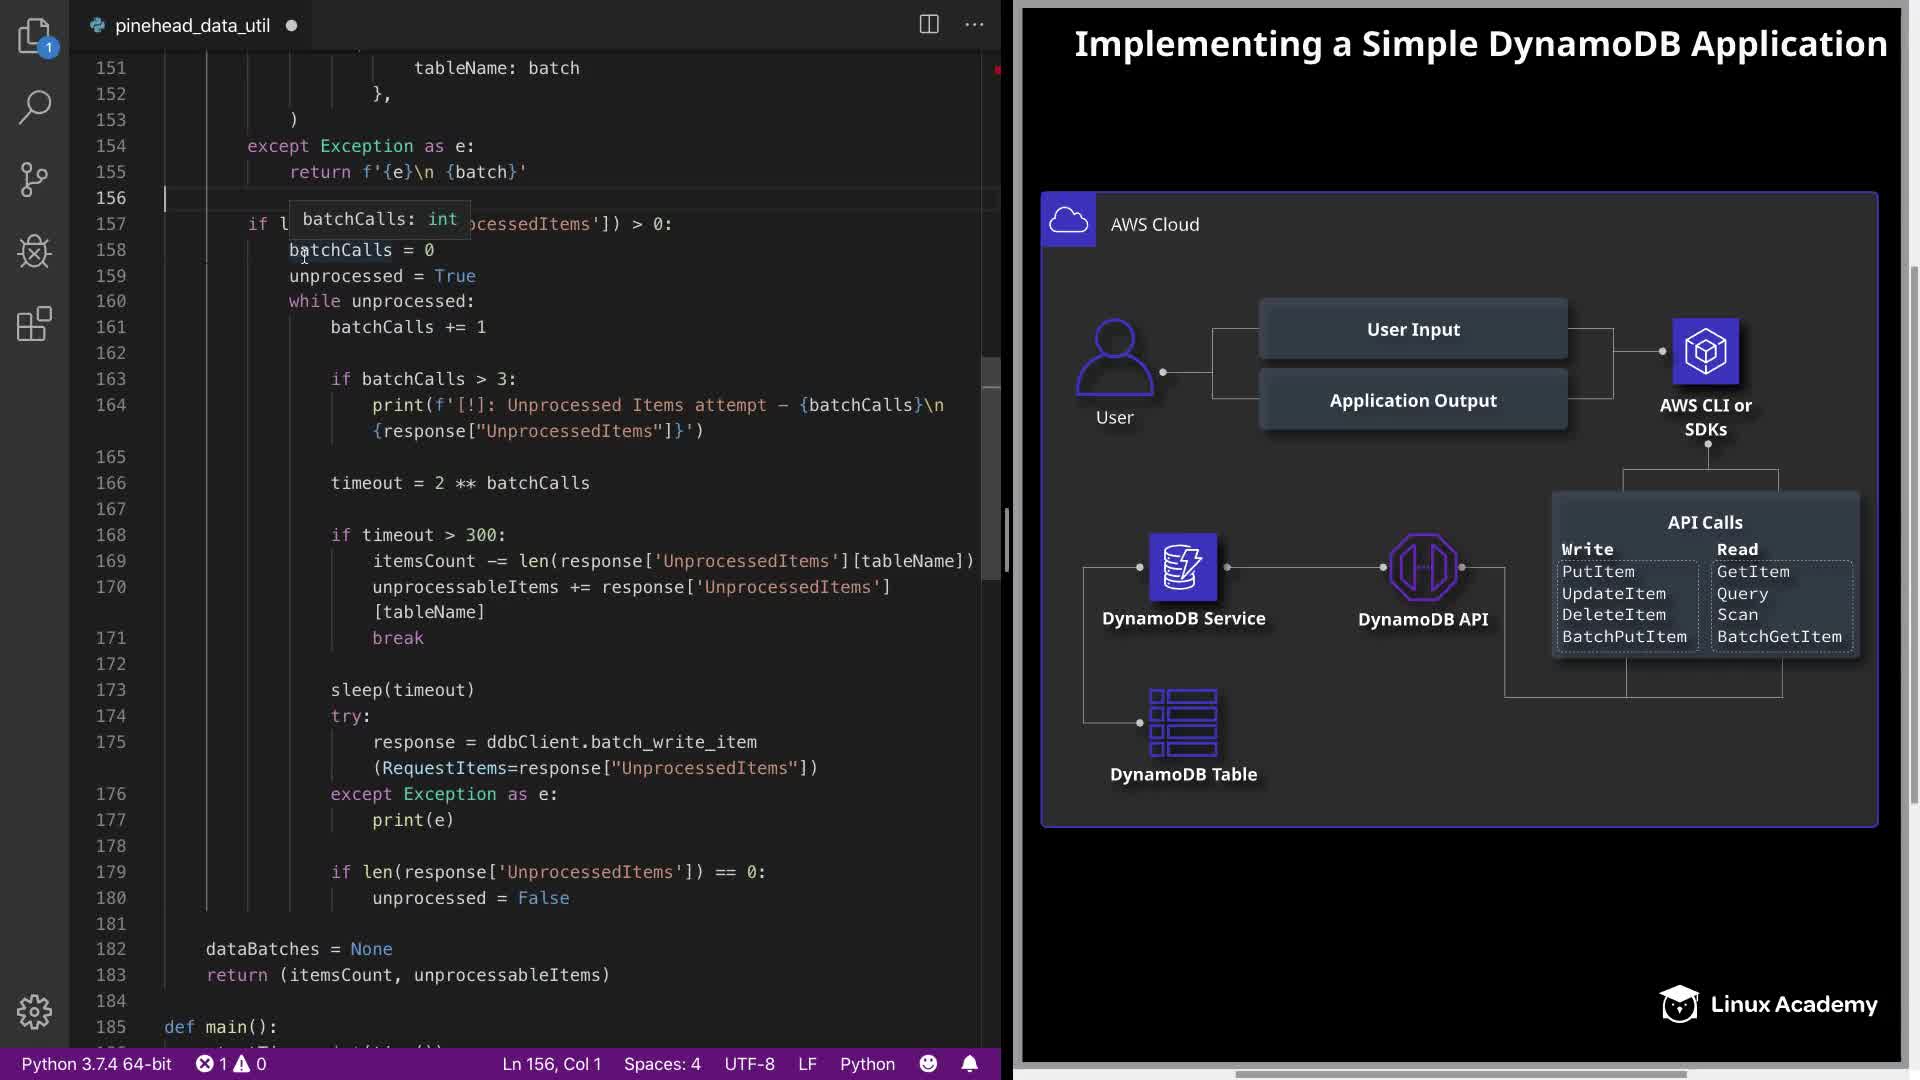 1
pinehead_data_util
151 tableName: batch
152 },
153 )
154 except Exception as e:
155 return f'{e}\n {batch}'
156
batchCalls: int
157 if l ocessedItems']) > 0:
158 batchCalls = 0
159 unprocessed = True
160 while unprocessed:
161 batchCalls += 1
162
163 if batchCalls > 3:
164 print(f'[!]: Unprocessed Items attempt – {batchCalls}\n
{response["UnprocessedItems"]}')
165
166 timeout = 2 ** batchCalls
167
168 if timeout > 300:
169 itemsCount -= len(response['UnprocessedItems'][tableName])
170 unprocessableItems += response['UnprocessedItems']
[tableName]
171 break
172
173 sleep(timeout)
174 try:
175 response = ddbClient.batch_write_item
(RequestItems=response["UnprocessedItems"])
176 except Exception as e:
177 print(e)
178
179 if len(response['UnprocessedItems']) == 0:
180 unprocessed = False
181
182 dataBatches = None
183 return (itemsCount, unprocessableItems)
184
185 def main():
Python 3.7.4 64-bit 1 0 Ln 156, Col 1 Spaces: 4 UTF-8 LF Python
Implementing a Simple DynamoDB Application
AWS Cloud
User Input
Application Output
User
AWS CLI or
SDKs
API Calls
Write Read
PutItem GetItem
UpdateItem Query
DeleteItem Scan
BatchPutItem BatchGetItem
DynamoDB Service
DynamoDB API
DynamoDB Table
Linux Academy